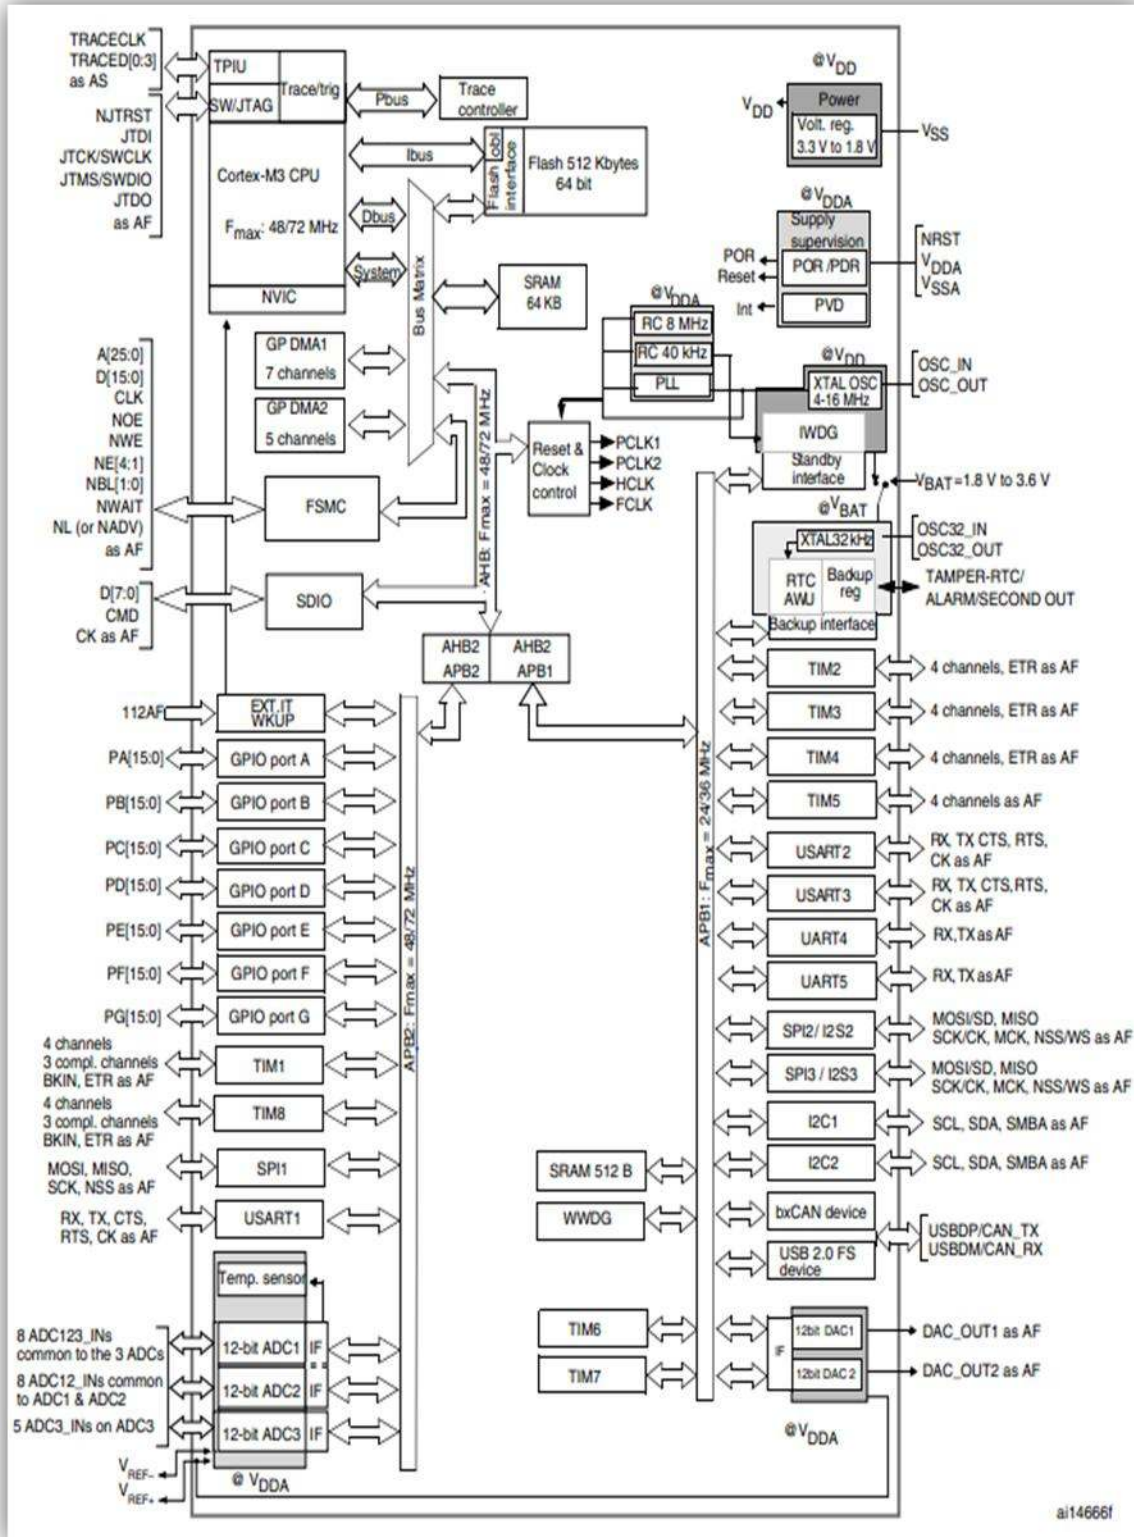 TRACECLK
TRACED[0:3]
as AS
NJTRST
JTDI
JTCK/SWCLK
JTMS/SWDIO
JTDO
as AF
TPIU
SW/JTAG
Trace/trig
Pbus
Trace
controller
Cortex-M3 CPU
Fmax: 48/72 MHz
NVIC
Ibus
Dbus
System
Bus Matrix
Flash obl
interface
Flash 512 Kbytes
64 bit
SRAM
64 KB
@VDD
VDD
Power
Volt. reg.
3.3 V to 1.8 V
VSS
@VDDA
Supply
supervision
POR /PDR
PVD
POR
Reset
Int
NRST
VDDA
VSSA
@VDDA
RC 8 MHz
RC 40 kHz
PLL
@VDD
XTAL OSC
4-16 MHz
OSC_IN
OSC_OUT
IWDG
Standby
interface
VBAT=1.8 V to 3.6 V
@VBAT
XTAL32kHz
OSC32_IN
OSC32_OUT
RTC
AWU
Backup
reg
TAMPER-RTC/
ALARM/SECOND OUT
Backup interface
Reset &
Clock
control
PCLK1
PCLK2
HCLK
FCLK
GP DMA1
7 channels
GP DMA2
5 channels
A[25:0]
D[15:0]
CLK
NOE
NWE
NE[4:1]
NBL[1:0]
NWAIT
NL (or NADV)
as AF
FSMC
D[7:0]
CMD
CK as AF
SDIO
AHB: Fmax = 48/72 MHz
AHB2
APB2
AHB2
APB1
112AF
EXT.IT
WKUP
PA[15:0]
GPIO port A
PB[15:0]
GPIO port B
PC[15:0]
GPIO port C
PD[15:0]
GPIO port D
PE[15:0]
GPIO port E
PF[15:0]
GPIO port F
PG[15:0]
GPIO port G
4 channels
3 compl. channels
BKIN, ETR as AF
TIM1
4 channels
3 compl. channels
BKIN, ETR as AF
TIM8
MOSI, MISO,
SCK, NSS as AF
SPI1
RX, TX, CTS,
RTS, CK as AF
USART1
Temp. sensor
8 ADC123_INs
common to the 3 ADCs
12-bit ADC1
IF
8 ADC12_INs common
to ADC1 & ADC2
12-bit ADC2
IF
5 ADC3_INs on ADC3
12-bit ADC3
IF
VREF-
VREF+
@ VDDA
APB2: Fmax = 48/72 MHz
APB1: Fmax = 24/36 MHz
TIM2
4 channels, ETR as AF
TIM3
4 channels, ETR as AF
TIM4
4 channels, ETR as AF
TIM5
4 channels as AF
USART2
RX, TX CTS, RTS,
CK as AF
USART3
RX, TX, CTS, RTS,
CK as AF
UART4
RX,TX as AF
UART5
RX, TX as AF
SPI2/ I2S2
MOSI/SD, MISO
SCK/CK, MCK, NSS/WS as AF
SPI3 / I2S3
MOSI/SD, MISO
SCK/CK, MCK, NSS/WS as AF
I2C1
SCL, SDA, SMBA as AF
I2C2
SCL, SDA, SMBA as AF
bxCAN device
USB 2.0 FS
device
USBDP/CAN_TX
USBDM/CAN_RX
SRAM 512 B
WWDG
TIM6
TIM7
IF
12bit DAC1
DAC_OUT1 as AF
12bit DAC 2
DAC_OUT2 as AF
@VDDA
ai14666f